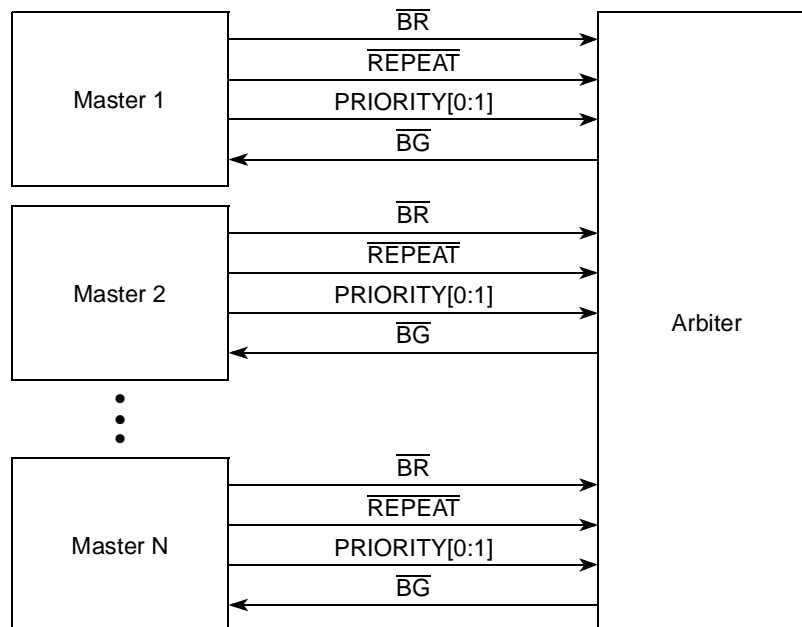 BR
REPEAT
Master 1
PRIORITY[0:1]
BG
BR
REPEAT
Master 2
PRIORITY[0:1]
BG
Arbiter
BR
REPEAT
Master N
PRIORITY[0:1]
BG